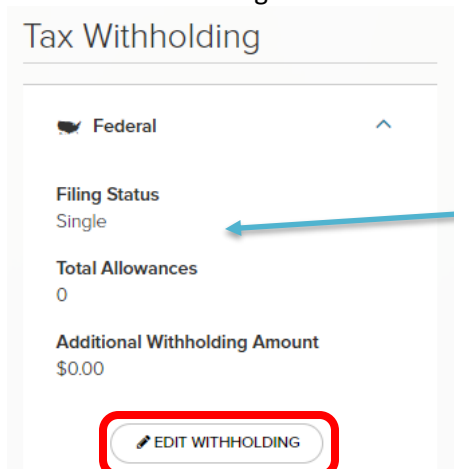 Tax Withholding
Federal
Filing Status
Single
Total Allowances
0
Additional Withholding Amount
$0.00
EDIT WITHHOLDING